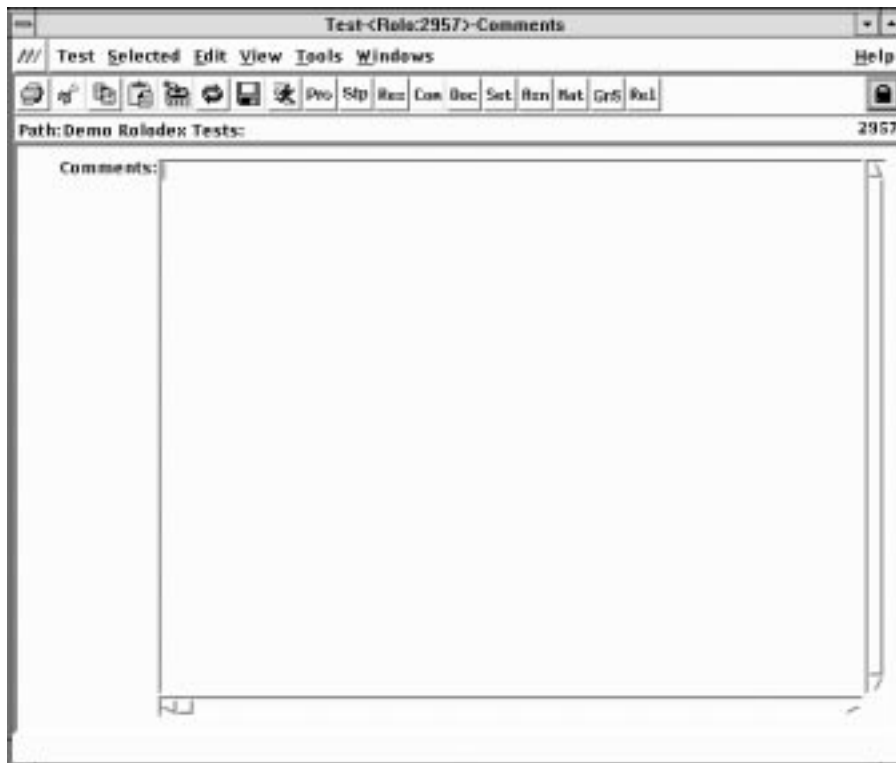 Test-<Rolo:2957>-Comments
/// Test Selected Edit View Tools Windows Help
Pro Stp Res Com Doc Set Asn Mat GrS Rel
Path:Demo Rolodex Tests: 2957
Comments: